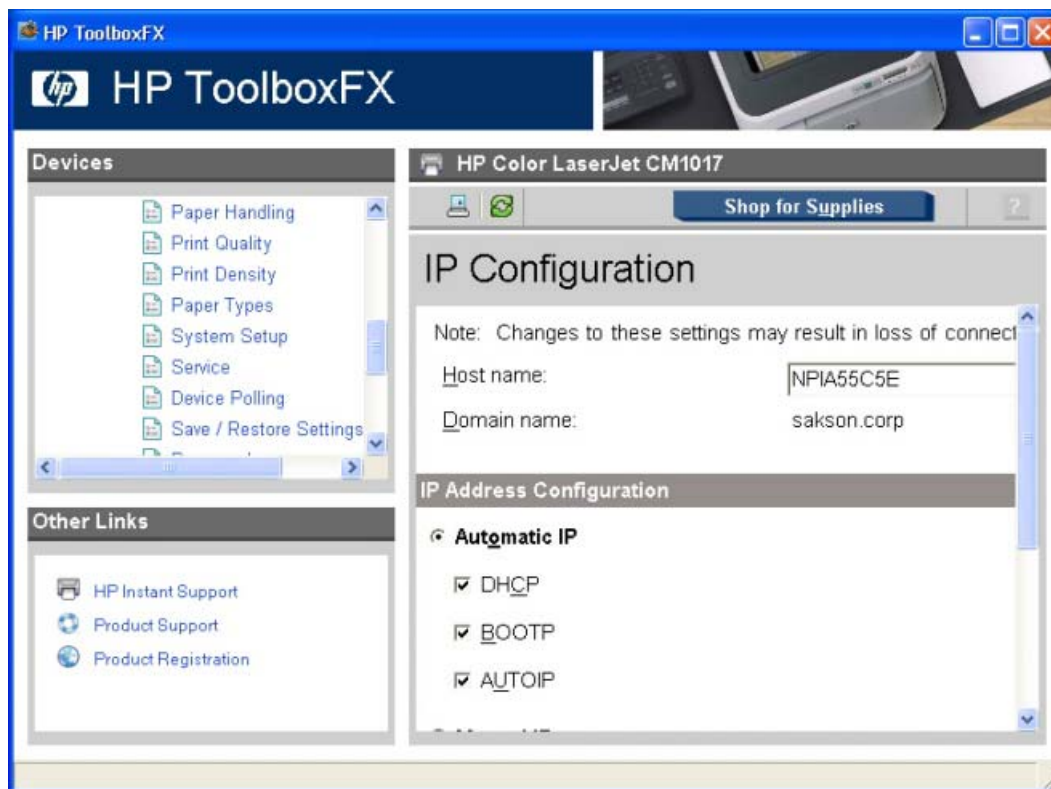 HP ToolboxFX
hp HP ToolboxFX
Devices
Paper Handling
Print Quality
Print Density
Paper Types
System Setup
Service
Device Polling
Save / Restore Settings
Other Links
HP Instant Support
Product Support
Product Registration
HP Color LaserJet CM1017
Shop for Supplies
?
IP Configuration
Note: Changes to these settings may result in loss of connect
Host name: NPIA55C5E
Domain name: sakson.corp
IP Address Configuration
Automatic IP
DHCP
BOOTP
AUTOIP